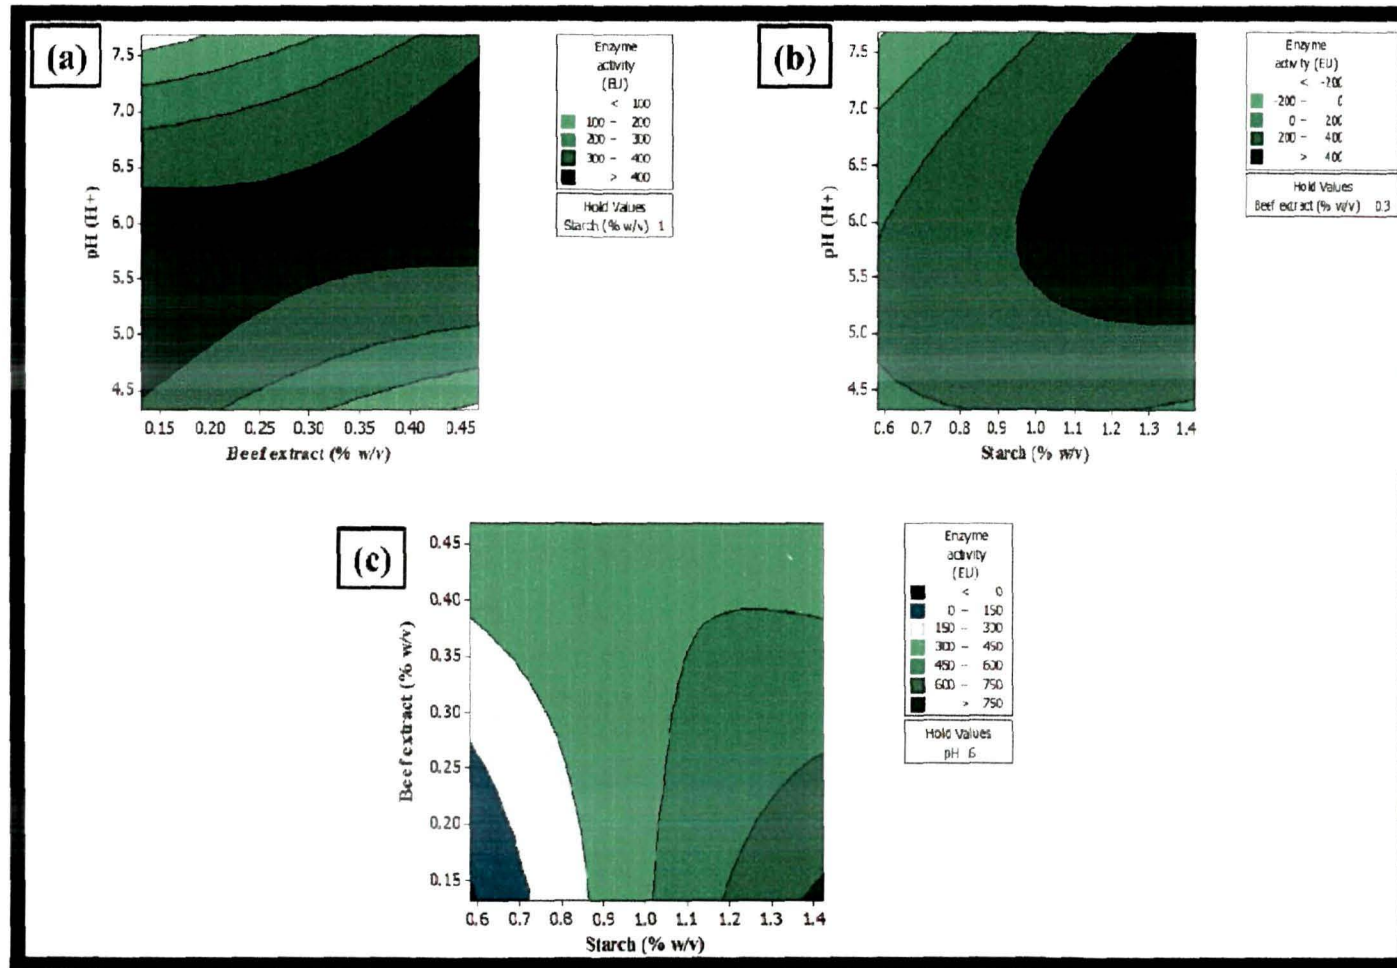 (a)
7.5
7.0
6.5
6.0
5.5
5.0
4.5
pH (H+)
0.15 0.20 0.25 0.30 0.35 0.40 0.45
Beef extract (% w/v)
Enzyme
activity
(EU)
< 100
100 - 200
200 - 300
300 - 400
> 400
Hold Values
Starch (% w/v) 1
(b)
7.5
7.0
6.5
6.0
5.5
5.0
4.5
pH (H+)
0.6 0.7 0.8 0.9 1.0 1.1 1.2 1.3 1.4
Starch (% w/v)
Enzyme
activity (EU)
< -200
-200 - 0
0 - 200
200 - 400
> 400
Hold Values
Beef extract (% w/v) 0.3
(c)
0.45
0.40
0.35
0.30
0.25
0.20
0.15
Beef extract (% w/v)
0.6 0.7 0.8 0.9 1.0 1.1 1.2 1.3 1.4
Starch (% w/v)
Enzyme
activity
(EU)
< 0
0 - 150
150 - 300
300 - 450
450 - 600
600 - 750
> 750
Hold Values
pH 6